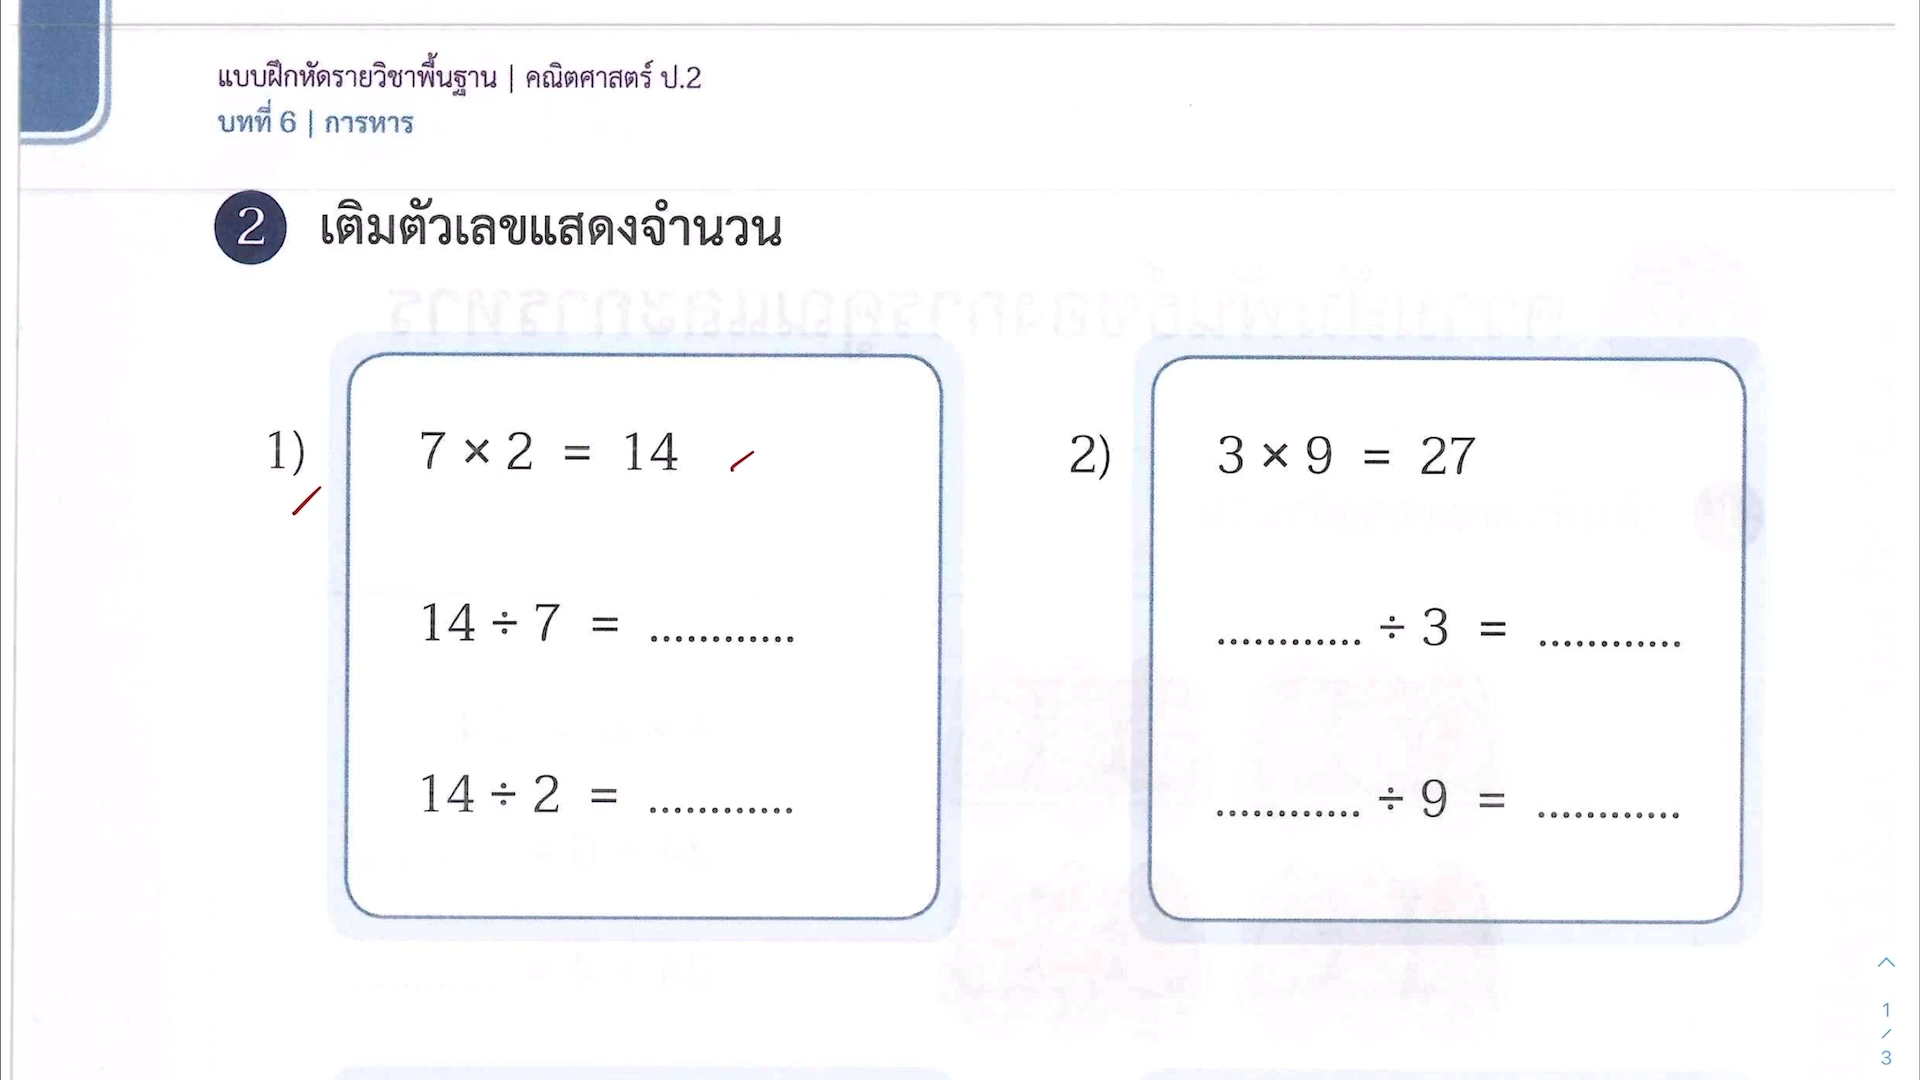 แบบฝึกหัดรายวิชาพื้นฐาน | คณิตศาสตร์ ป.2
บทที่ 6 | การหาร
2 เติมตัวเลขแสดงจำนวน
1)
7 × 2 = 14
14 ÷ 7 = ............
14 ÷ 2 = ............
2)
3 × 9 = 27
............ ÷ 3 = ............
............ ÷ 9 = ............
1
/
3